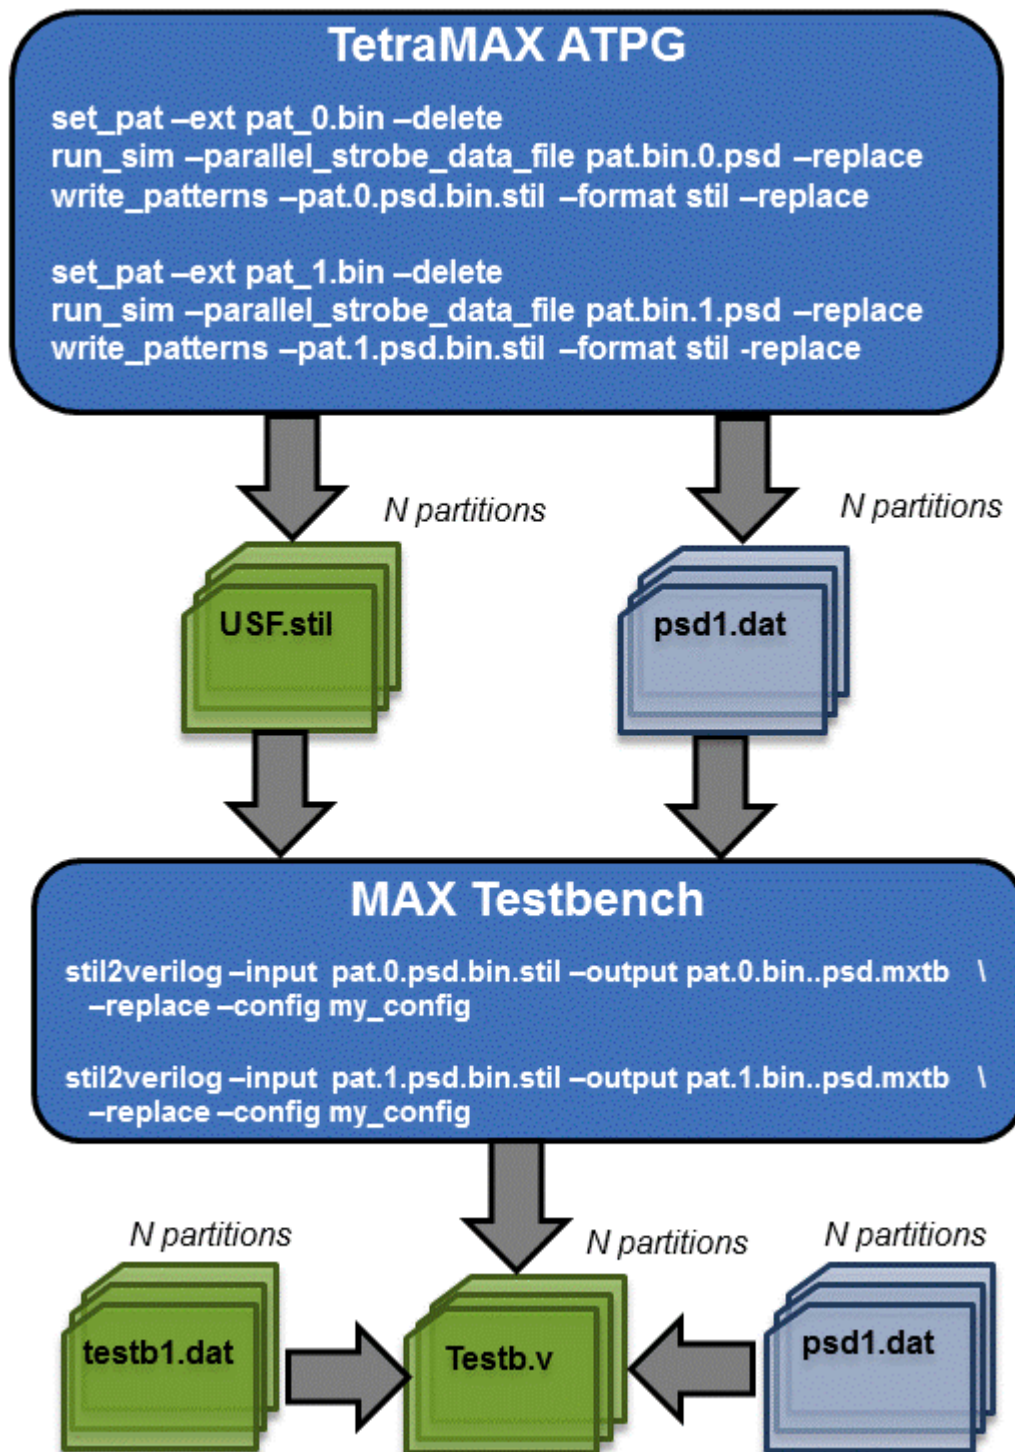 TetraMAX ATPG
set_pat –ext pat_0.bin –delete
run_sim –parallel_strobe_data_file pat.bin.0.psd –replace
write_patterns –pat.0.psd.bin.stil –format stil –replace
set_pat –ext pat_1.bin –delete
run_sim –parallel_strobe_data_file pat.bin.1.psd –replace
write_patterns –pat.1.psd.bin.stil –format stil -replace
N partitions
N partitions
USF.stil
psd1.dat
MAX Testbench
stil2verilog –input pat.0.psd.bin.stil –output pat.0.bin..psd.mxtb \
–replace –config my_config
stil2verilog –input pat.1.psd.bin.stil –output pat.1.bin..psd.mxtb \
–replace –config my_config
N partitions
N partitions
N partitions
testb1.dat
Testb.v
psd1.dat